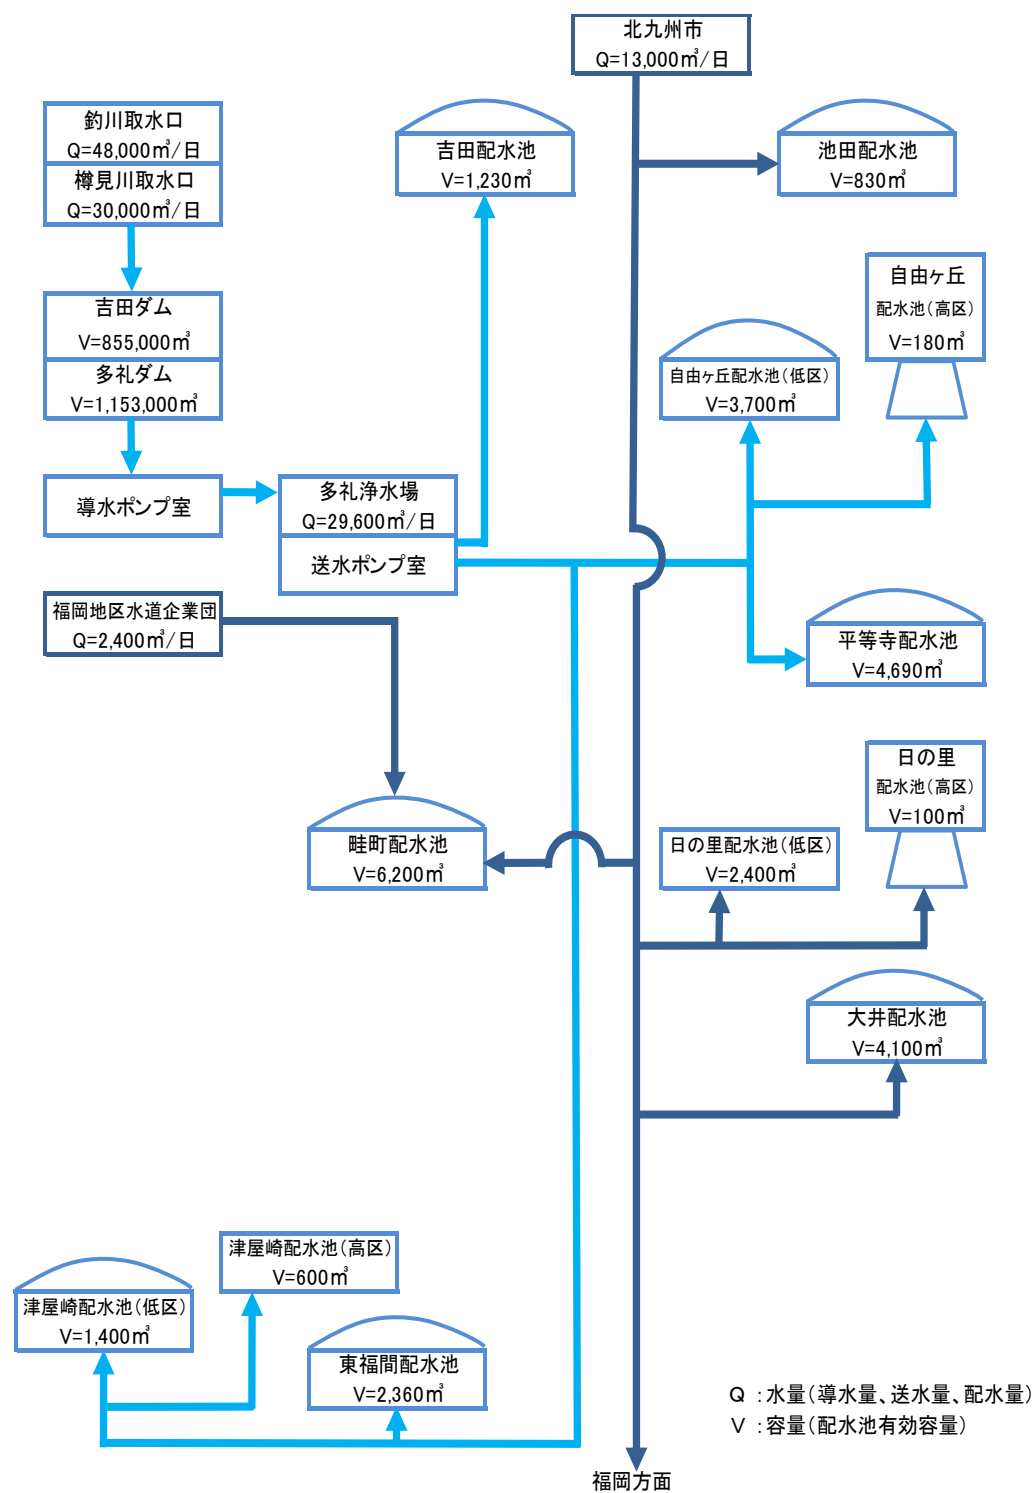 北九州市
Q=13,000㎥/日
釣川取水口
Q=48,000㎥/日
樽見川取水口
Q=30,000㎥/日
吉田配水池
V=1,230㎥
池田配水池
V=830㎥
吉田ダム
V=855,000㎥
多礼ダム
V=1,153,000㎥
自由ヶ丘
配水池(高区)
V=180㎥
自由ヶ丘配水池(低区)
V=3,700㎥
導水ポンプ室
多礼浄水場
Q=29,600㎥/日
送水ポンプ室
福岡地区水道企業団
Q=2,400㎥/日
平等寺配水池
V=4,690㎥
日の里
配水池(高区)
V=100㎥
畦町配水池
V=6,200㎥
日の里配水池(低区)
V=2,400㎥
大井配水池
V=4,100㎥
津屋崎配水池(高区)
V=600㎥
津屋崎配水池(低区)
V=1,400㎥
東福間配水池
V=2,360㎥
Q :水量(導水量、送水量、配水量)
V :容量(配水池有効容量)
福岡方面